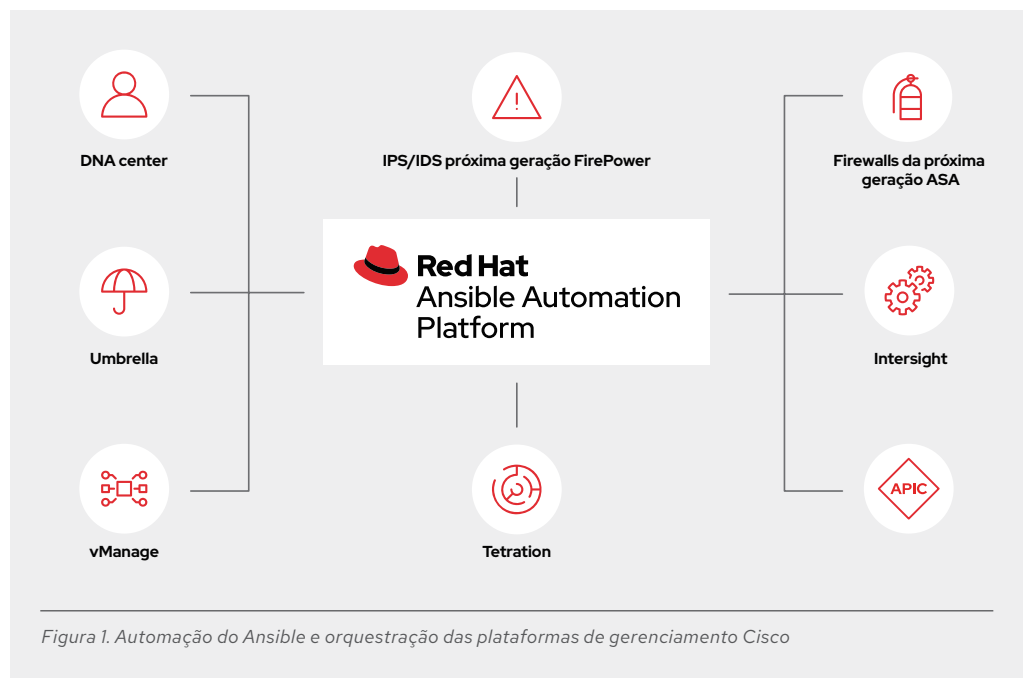 DNA center
IPS/IDS próxima geração FirePower
Firewalls da próxima
geração ASA
Red Hat
Ansible Automation
Platform
Umbrella
Intersight
vManage
Tetration
APIC
Figura 1. Automação do Ansible e orquestração das plataformas de gerenciamento Cisco